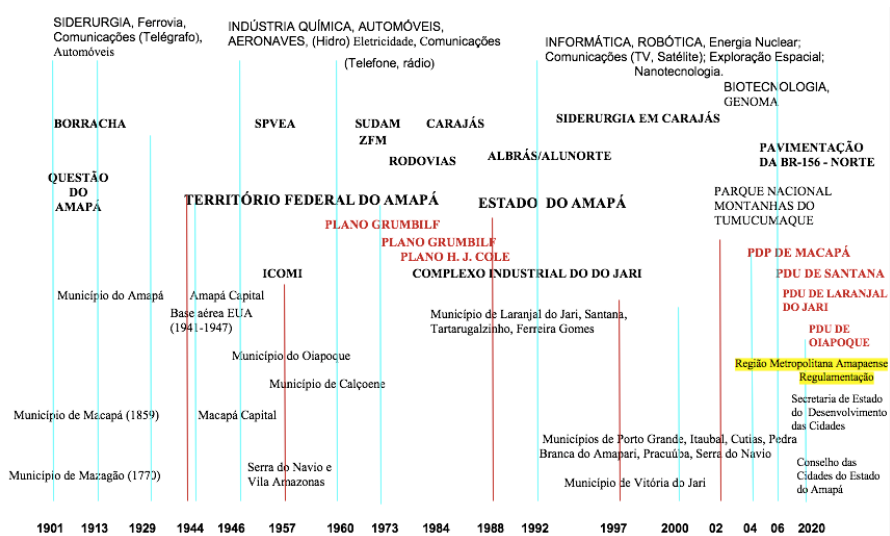 SIDERURGIA, Ferrovia,
Comunicações (Telégrafo),
Automóveis
INDÚSTRIA QUÍMICA, AUTOMÓVEIS,
AERONAVES, (Hidro) Eletricidade, Comunicações
(Telefone, rádio)
INFORMÁTICA, ROBÓTICA, Energia Nuclear;
Comunicações (TV, Satélite); Exploração Espacial;
Nanotecnologia.
BIOTECNOLOGIA,
GENOMA
BORRACHA
SPVEA
SUDAM
ZFM
CARAJÁS
SIDERURGIA EM CARAJÁS
RODOVIAS
ALBRÁS/ALUNORTE
PAVIMENTAÇÃO
DA BR-156 - NORTE
QUESTÃO
DO
AMAPÁ
TERRITÓRIO FEDERAL DO AMAPÁ
ESTADO DO AMAPÁ
PARQUE NACIONAL
MONTANHAS DO
TUMUCUMAQUE
PLANO GRUMBILF
PLANO GRUMBILF
PLANO H. J. COLE
PDP DE MACAPÁ
ICOMI
COMPLEXO INDUSTRIAL DO DO JARI
PDU DE SANTANA
PDU DE LARANJAL
DO JARI
Município do Amapá
Amapá Capital
Base aérea EUA
(1941-1947)
Município de Laranjal do Jari, Santana,
Tartarugalzinho, Ferreira Gomes
PDU DE
OIAPOQUE
Município do Oiapoque
Região Metropolitana Amapaense
Regulamentação
Município de Calçoene
Secretaria de Estado
do Desenvolvimento
das Cidades
Município de Macapá (1859)
Macapá Capital
Municípios de Porto Grande, Itaubal, Cutias, Pedra
Branca do Amapari, Pracuúba, Serra do Navio
Município de Mazagão (1770)
Serra do Navio e
Vila Amazonas
Município de Vitória do Jari
Conselho das
Cidades do Estado
do Amapá
1901 1913 1929 1944 1946 1957 1960 1973 1984 1988 1992 1997 2000 02 04 06 2020